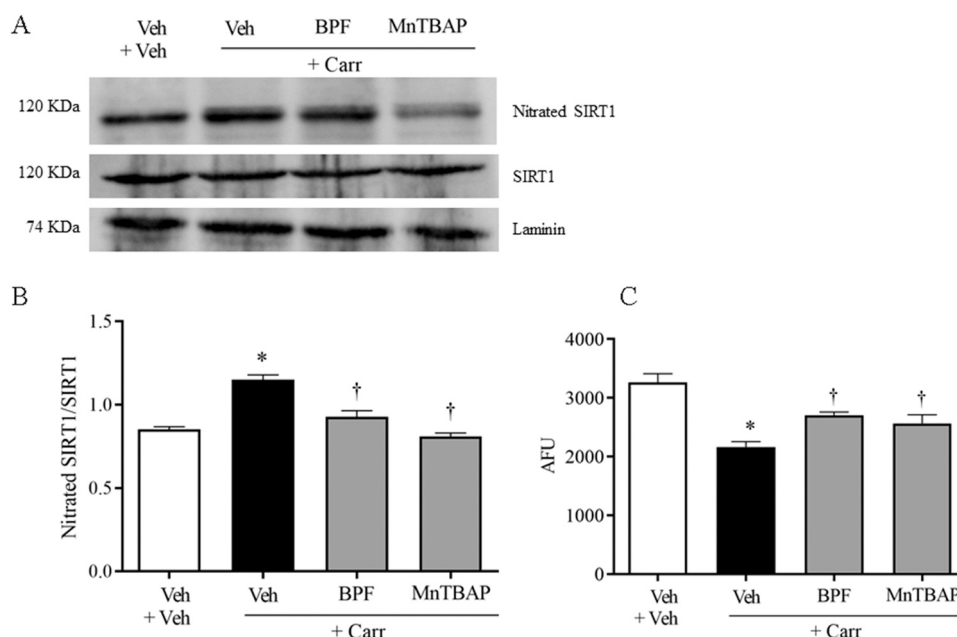 A
Veh
+ Veh
Veh BPF MnTBAP
+ Carr
120 KDa Nitrated SIRT1
120 KDa SIRT1
74 KDa Laminin
B
Nitrated SIRT1/SIRT1
1.5
1.0
0.5
0.0
*
†
†
Veh
+ Veh
Veh BPF MnTBAP
+ Carr
C
AFU
4000
3000
2000
1000
0
*
†
†
Veh
+ Veh
Veh BPF MnTBAP
+ Carr